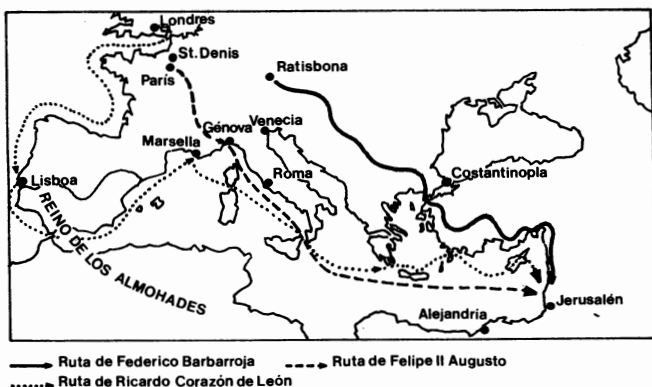 Londres
St. Denis
París
Ratisbona
Génova
Venecia
Marsella
Lisboa
Roma
Costántinopla
REINO DE LOS ALMOHADES
Alejandría
Jerusalén
Ruta de Federico Barbarroja
Ruta de Felipe II Augusto
Ruta de Ricardo Corazón de León